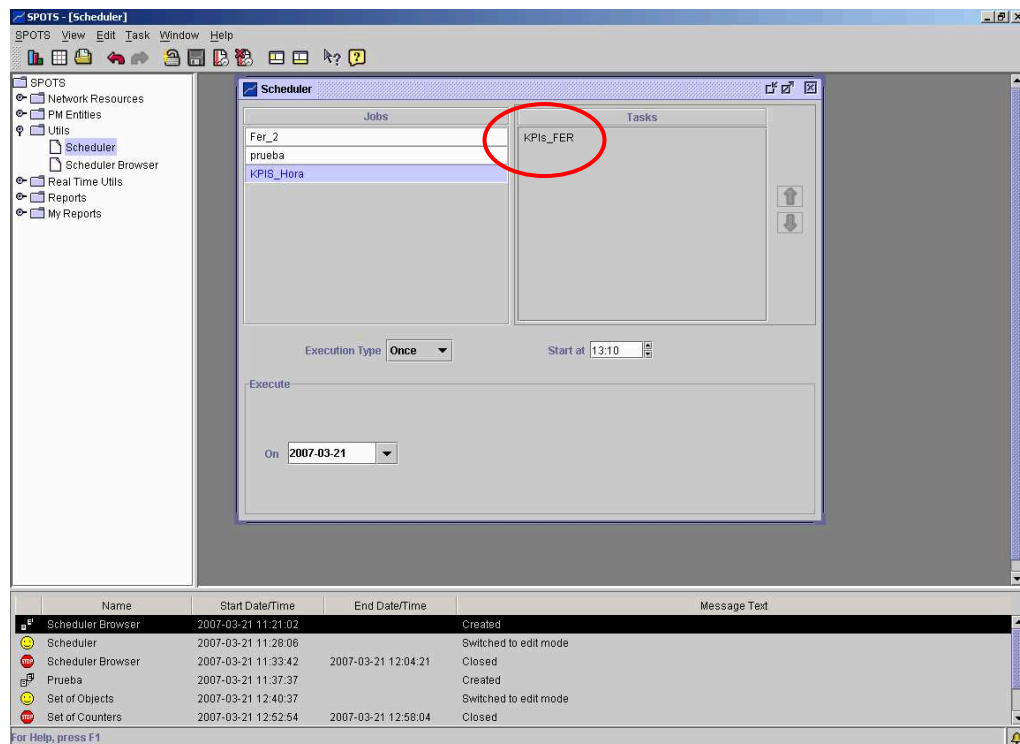 SPOTS - [Scheduler]
SPOTS View Edit Task Window Help
SPOTS
Network Resources
PM Entities
Utils
Scheduler
Scheduler Browser
Real Time Utils
Reports
My Reports
Scheduler
Jobs
Tasks
Fer_2
prueba
KPIS_Hora
KPIs_FER
Execution Type Once
Start at 13:10
Execute
On 2007-03-21
Name Start Date/Time End Date/Time Message Text
Scheduler Browser 2007-03-21 11:21:02 Created
Scheduler 2007-03-21 11:28:06 Switched to edit mode
STOP Scheduler Browser 2007-03-21 11:33:42 2007-03-21 12:04:21 Closed
Prueba 2007-03-21 11:37:37 Created
Set of Objects 2007-03-21 12:40:37 Switched to edit mode
STOP Set of Counters 2007-03-21 12:52:54 2007-03-21 12:58:04 Closed
For Help, press F1